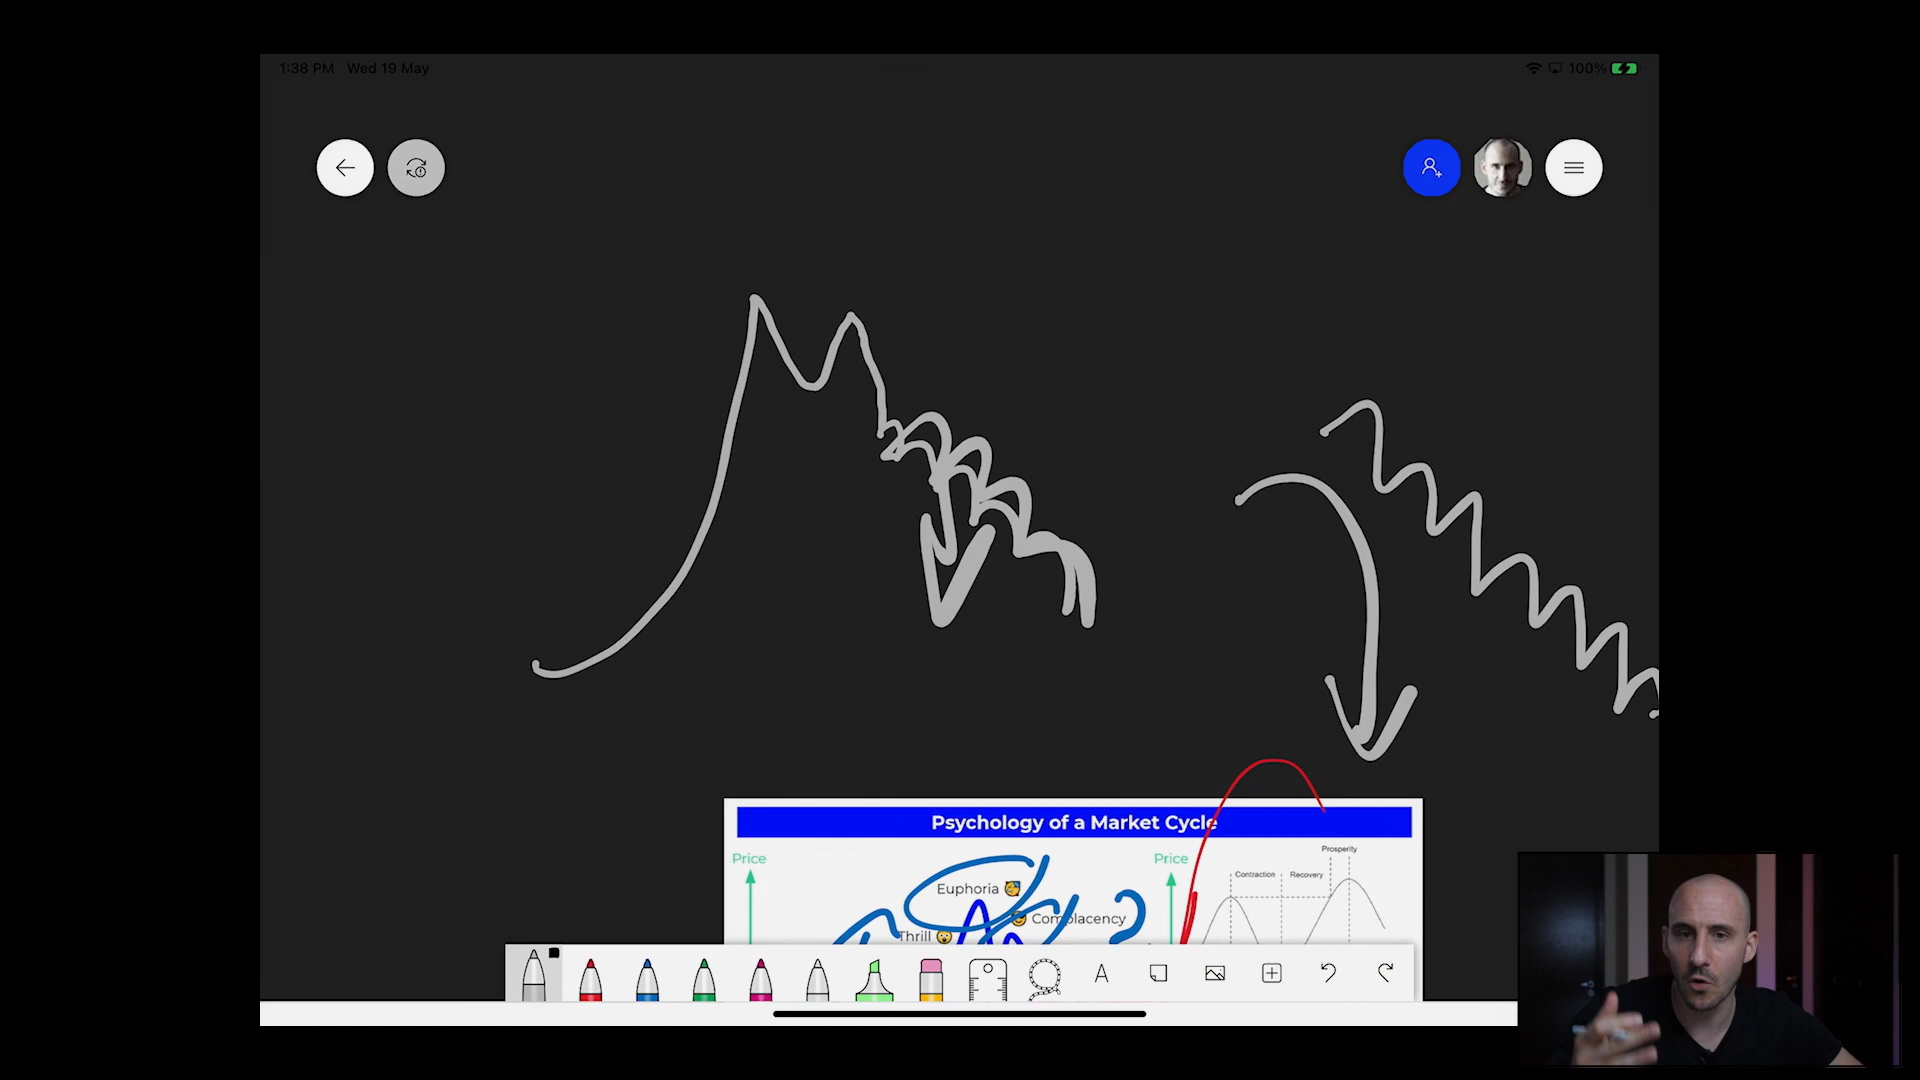 1:38 PM Wed 19 May
100%
Psychology of a Market Cycle
Price
Price
Prosperity
Contraction
Recovery
Euphoria
Complacency
Thrill
A